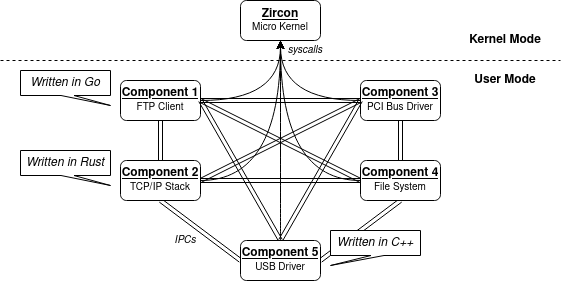 Zircon
Micro Kernel
Kernel Mode
syscalls
User Mode
Written in Go
Component 1
FTP Client
Component 3
PCI Bus Driver
Written in Rust
Component 2
TCP/IP Stack
Component 4
File System
IPCs
Written in C++
Component 5
USB Driver